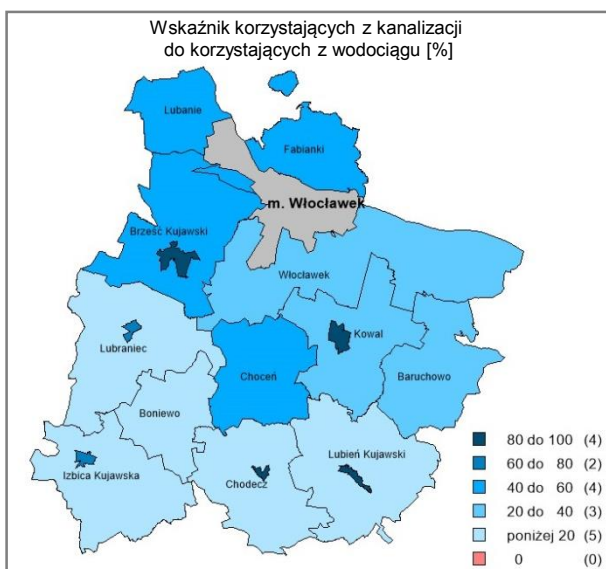 Wskaźnik korzystających z kanalizacji
do korzystających z wodociągu [%]
Lubanie
Fabianki
m. Włocławek
Brześć Kujawski
Włocławek
Lubraniec
Kowal
Choceń
Baruchowo
Boniewo
Izbica Kujawska
Chodecz
Lubień Kujawski
80 do 100 (4)
60 do 80 (2)
40 do 60 (4)
20 do 40 (3)
poniżej 20 (5)
0 (0)